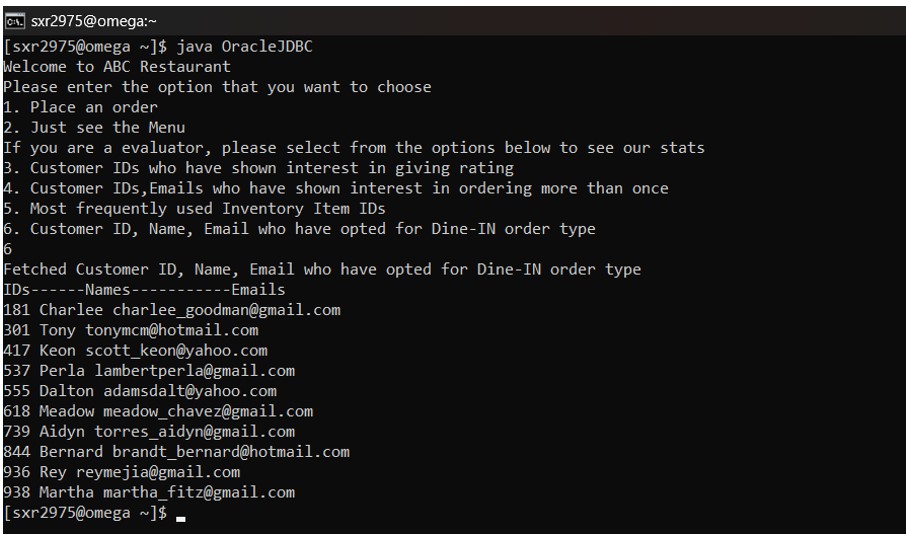 sxr2975@omega:~
[sxr2975@omega ~]$ java OracleJDBC
Welcome to ABC Restaurant
Please enter the option that you want to choose
1. Place an order
2. Just see the Menu
If you are a evaluator, please select from the options below to see our stats
3. Customer IDs who have shown interest in giving rating
4. Customer IDs,Emails who have shown interest in ordering more than once
5. Most frequently used Inventory Item IDs
6. Customer ID, Name, Email who have opted for Dine-IN order type
6
Fetched Customer ID, Name, Email who have opted for Dine-IN order type
IDs------Names-----------Emails
181 Charlee charlee_goodman@gmail.com
301 Tony tonymcm@hotmail.com
417 Keon scott_keon@yahoo.com
537 Perla lambertperla@gmail.com
555 Dalton adamsdalt@yahoo.com
618 Meadow meadow_chavez@gmail.com
739 Aidyn torres_aidyn@gmail.com
844 Bernard brandt_bernard@hotmail.com
936 Rey reymejia@gmail.com
938 Martha martha_fitz@gmail.com
[sxr2975@omega ~]$